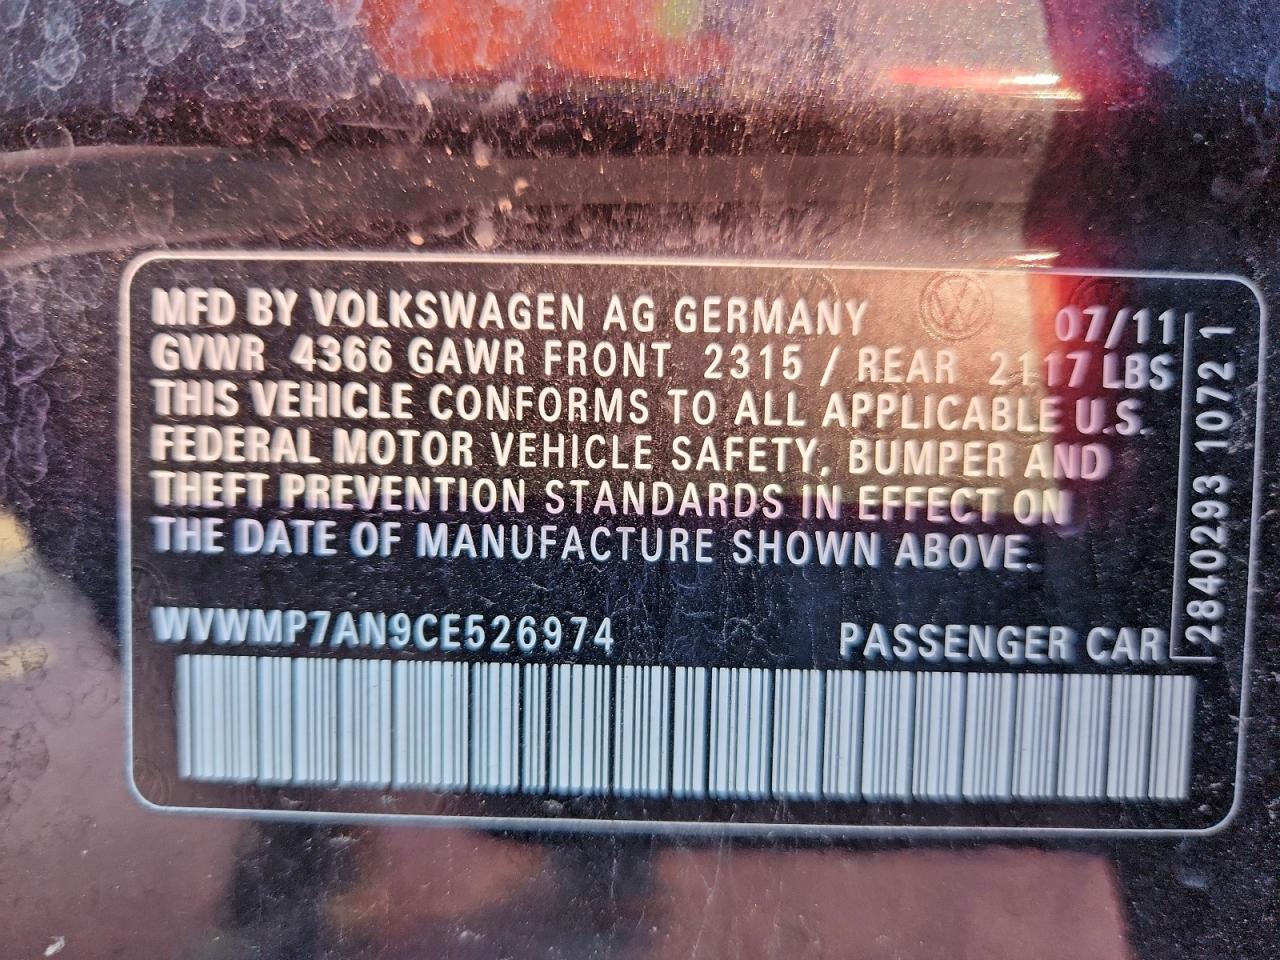 MFD BY VOLKSWAGEN AG GERMANY 07/11
GVWR 4366 GAWR FRONT 2315 / REAR 2117 LBS
THIS VEHICLE CONFORMS TO ALL APPLICABLE U.S.
FEDERAL MOTOR VEHICLE SAFETY, BUMPER AND
THEFT PREVENTION STANDARDS IN EFFECT ON
THE DATE OF MANUFACTURE SHOWN ABOVE.
WVWMP7AN9CE526974 PASSENGER CAR
2840293 1072 1